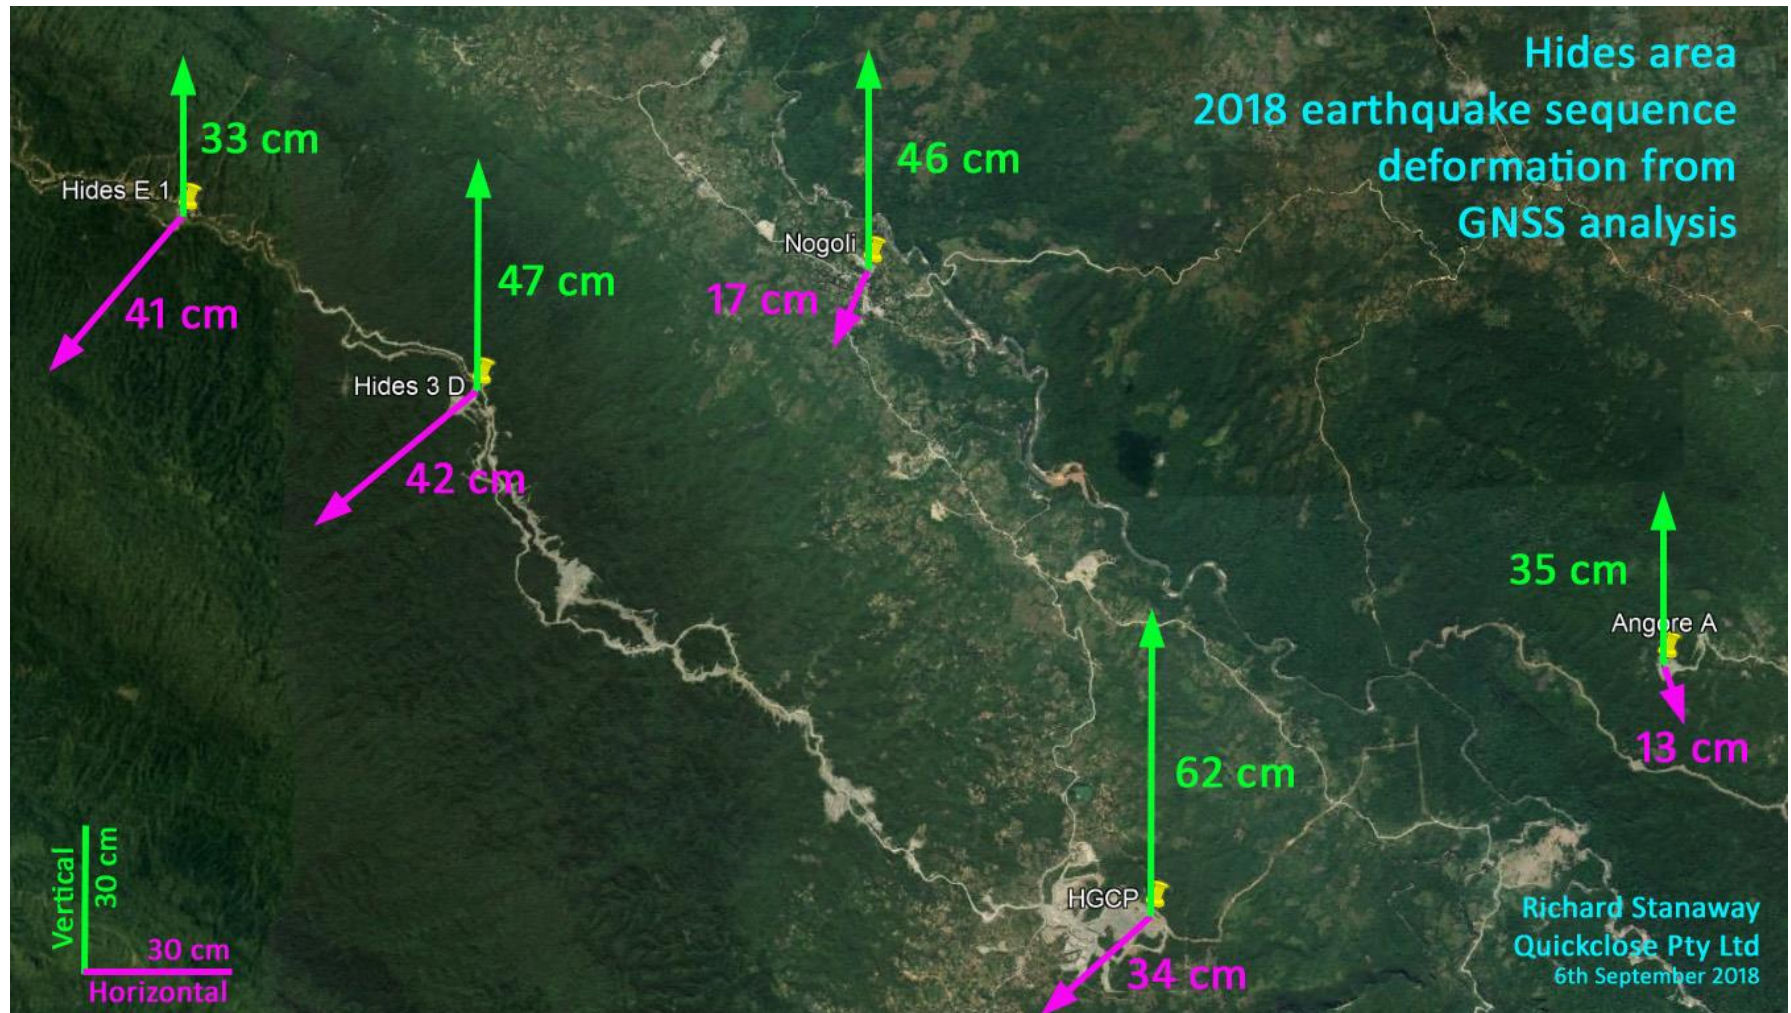 Hides area
2018 earthquake sequence
deformation from
GNSS analysis
33 cm
Hides E 1
41 cm
47 cm
Hides 3 D
42 cm
46 cm
Nogoli
17 cm
35 cm
Angore A
13 cm
62 cm
HGCP
34 cm
Vertical
30 cm
30 cm
Horizontal
Richard Stanaway
Quickclose Pty Ltd
6th September 2018